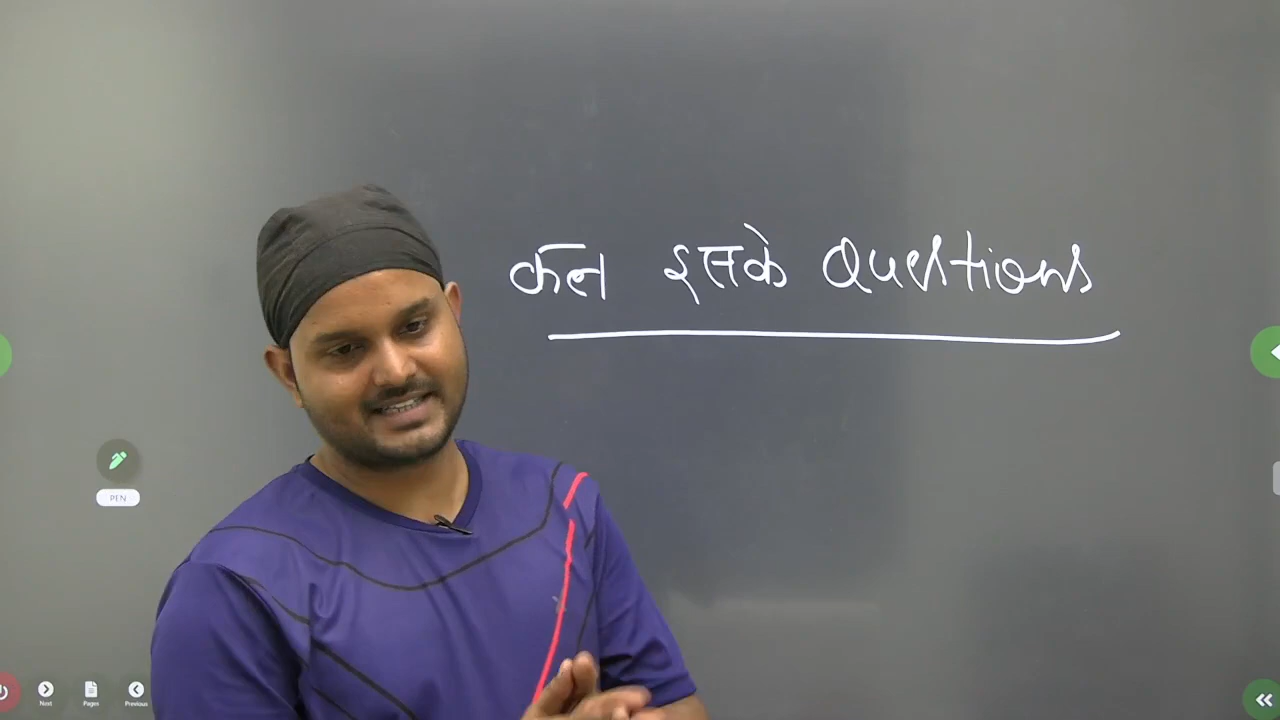 कल इसके Questions
PEN
Next
Pages
Previous